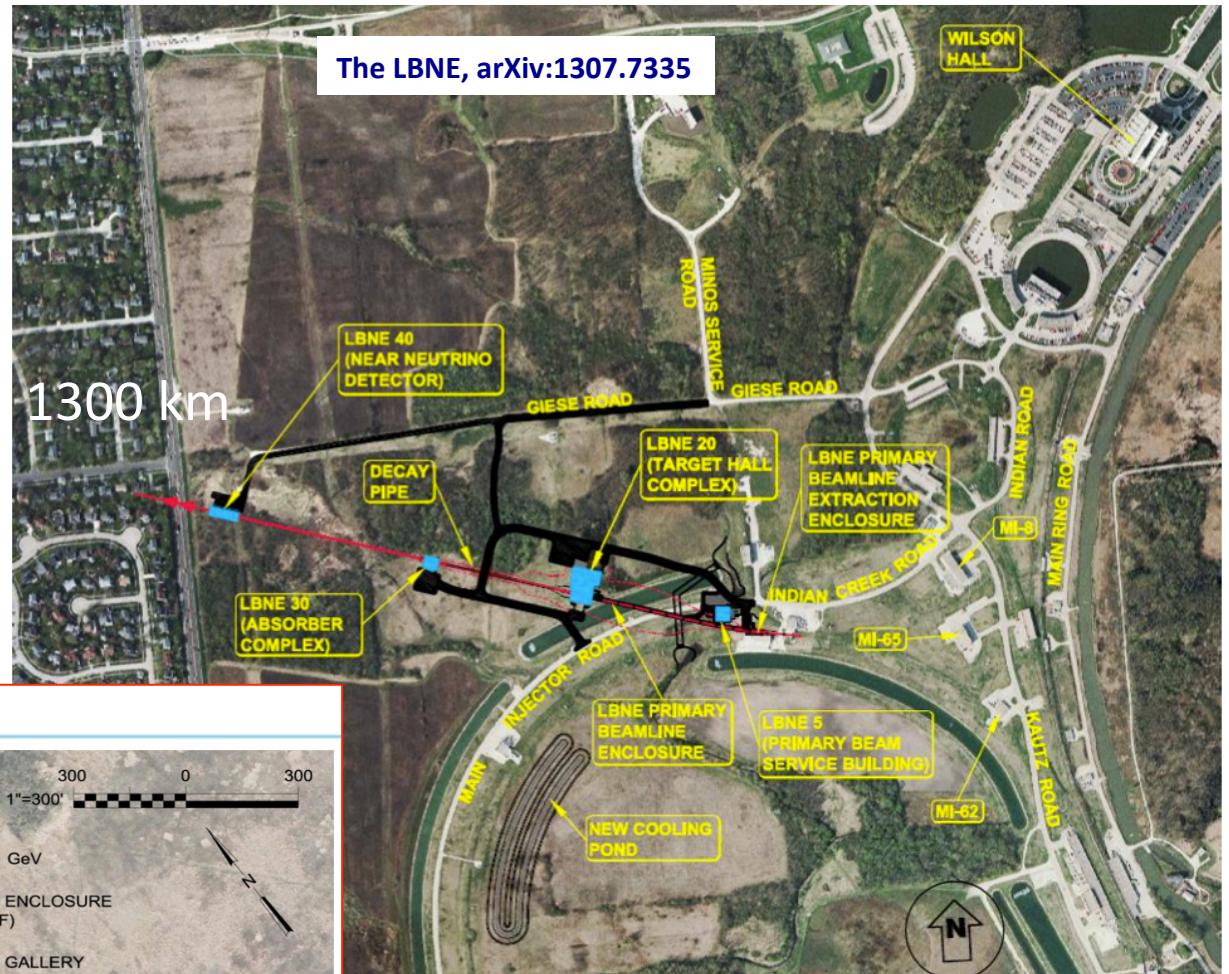 The LBNE, arXiv:1307.7335
WILSON
HALL
MINOS SERVICE
ROAD
LBNE 40
(NEAR NEUTRINO
DETECTOR)
1300 km
GIESE ROAD
GIESE ROAD
INDIAN ROAD
MAIN RING ROAD
DECAY
PIPE
LBNE 20
(TARGET HALL
COMPLEX)
LBNE PRIMARY
BEAMLINE
EXTRACTION
ENCLOSURE
MI-8
INDIAN CREEK ROAD
LBNE 30
(ABSORBER
COMPLEX)
MI-65
MAIN INJECTOR ROAD
LBNE PRIMARY
BEAMLINE
ENCLOSURE
LBNE 5
(PRIMARY BEAM
SERVICE BUILDING)
KAUTZ ROAD
MI-62
NEW COOLING
POND
N
300 0 300
1"=300'
N
GeV
ENCLOSURE
F)
GALLERY